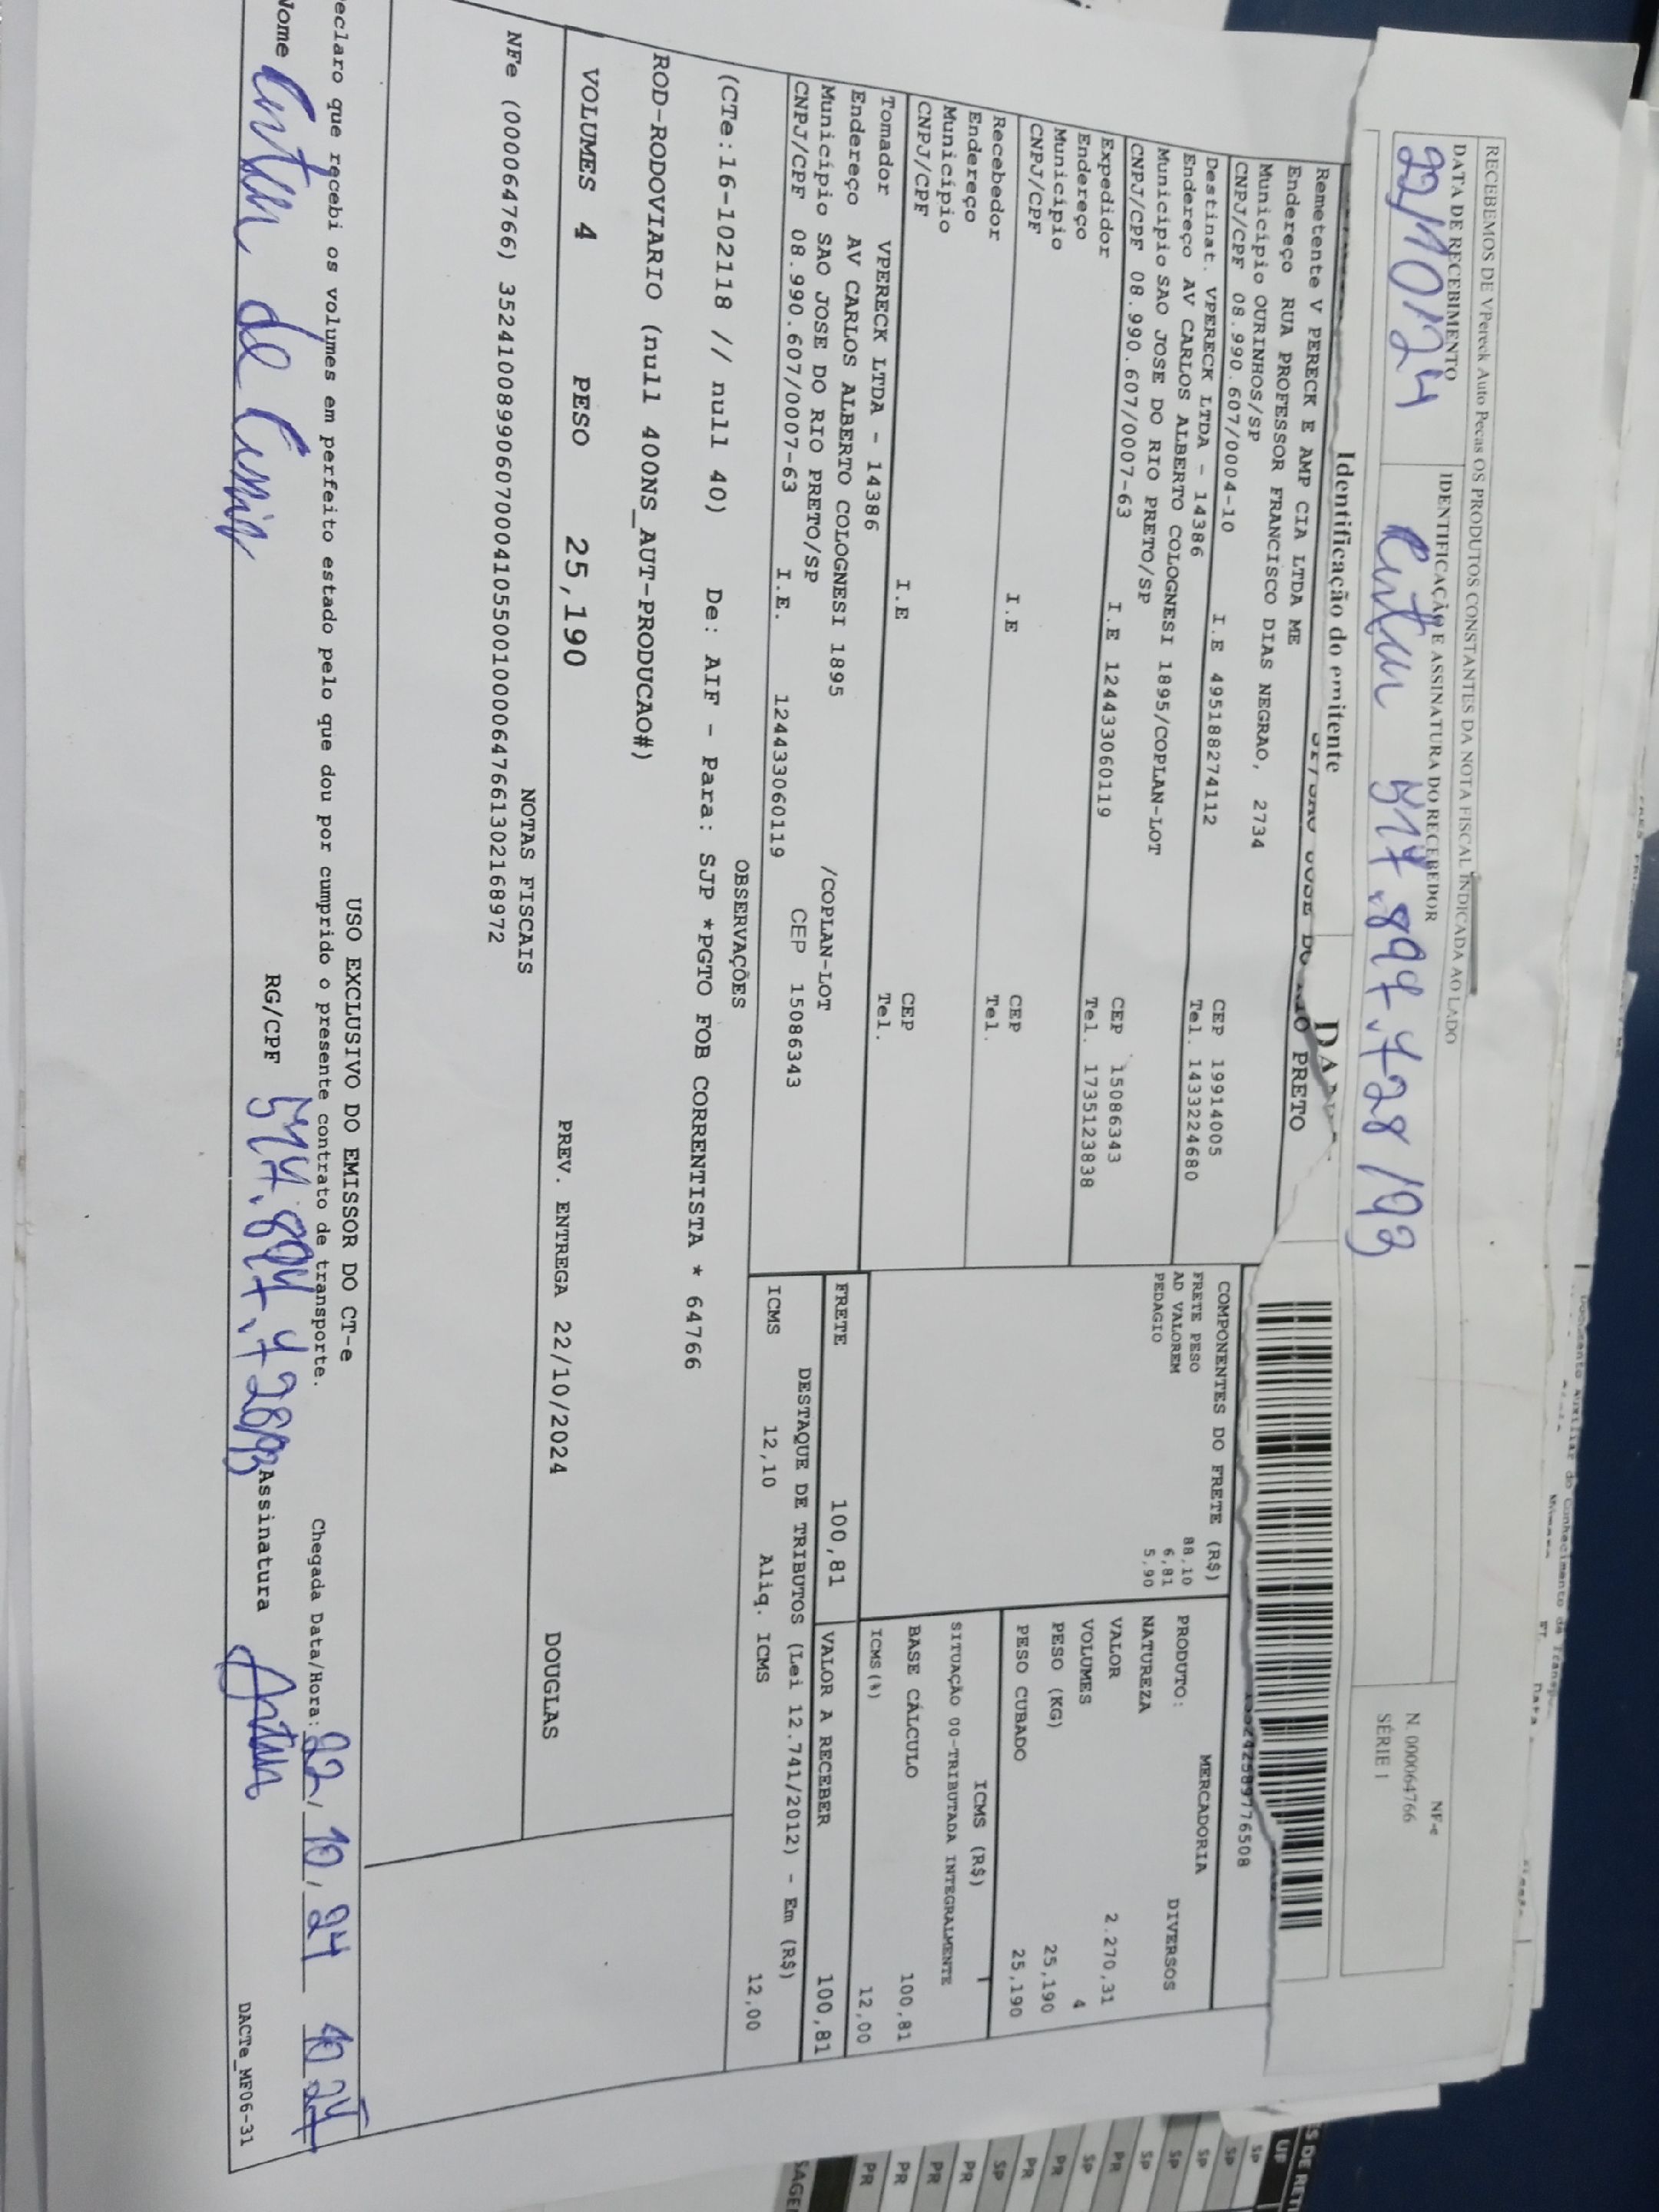 RECEBEMOS DE VPereck Auto Pecas OS PRODUTOS CONSTANTES DA NOTA FISCAL INDICADA AO LADO
DATA DE RECEBIMENTO
22/10/24
IDENTIFICAÇÃO E ASSINATURA DO RECEBEDOR
NF-e
N. 000064766
SÉRIE 1
Identificação do emitente
PRETO
Remetente V PERECK E AMP CIA LTDA ME
Endereço RUA PROFESSOR FRANCISCO DIAS NEGRAO, 2734
Município OURINHOS/SP CEP 19914005
CNPJ/CPF 08.990.607/0004-10 I.E 495188274112 Tel. 1433224680
Destinat. VPERECK LTDA - 14386
Endereço AV CARLOS ALBERTO COLOGNESI 1895/COPLAN-LOT
Município SAO JOSE DO RIO PRETO/SP CEP 15086343
CNPJ/CPF 08.990.607/0007-63 I.E 124433060119 Tel. 1735123838
Expedidor
Endereço
Município CEP
CNPJ/CPF I.E Tel.
Recebedor
Endereço
Município CEP
CNPJ/CPF I.E Tel.
Tomador VPERECK LTDA - 14386
Endereço AV CARLOS ALBERTO COLOGNESI 1895 /COPLAN-LOT
Município SAO JOSE DO RIO PRETO/SP CEP 15086343
CNPJ/CPF 08.990.607/0007-63 I.E. 124433060119
COMPONENTES DO FRETE (R$)
FRETE PESO 88,10
AD VALOREM 6,81
PEDAGIO 5,90
MERCADORIA
PRODUTO: DIVERSOS
NATUREZA
VALOR 2.270,31
VOLUMES 4
PESO (KG) 25,190
PESO CUBADO 25,190
ICMS (R$)
SITUAÇÃO 00-TRIBUTADA INTEGRALMENTE
BASE CÁLCULO 100,81
ICMS(%) 12,00
FRETE 100,81 VALOR A RECEBER 100,81
DESTAQUE DE TRIBUTOS (Lei 12.741/2012) - Em (R$)
ICMS 12,10 Aliq. ICMS 12,00
OBSERVAÇÕES
(CTe:16-102118 // null 40) De: AIF - Para: SJP *PGTO FOB CORRENTISTA * 64766
ROD-RODOVIARIO (null 400NS_AUT-PRODUCAO#)
VOLUMES 4 PESO 25,190 PREV. ENTREGA 22/10/2024 DOUGLAS
NOTAS FISCAIS
NFe (000064766) 35241008990607000410550010000647661302168972
USO EXCLUSIVO DO EMISSOR DO CT-e
eclaro que recebi os volumes em perfeito estado pelo que dou por cumprido o presente contrato de transporte.
Chegada Data/Hora: 22/10/24
Nome
RG/CPF
Assinatura
DACTe_MF06-31